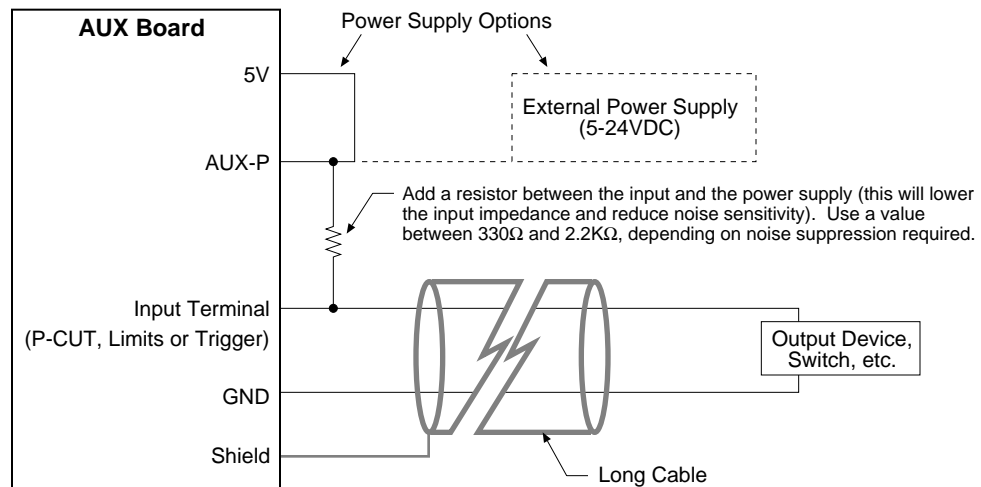 AUX Board
Power Supply Options
5V
External Power Supply
(5-24VDC)
AUX-P
Add a resistor between the input and the power supply (this will lower
the input impedance and reduce noise sensitivity). Use a value
between 330Ω and 2.2KΩ, depending on noise suppression required.
Input Terminal
(P-CUT, Limits or Trigger)
Output Device,
Switch, etc.
GND
Shield
Long Cable